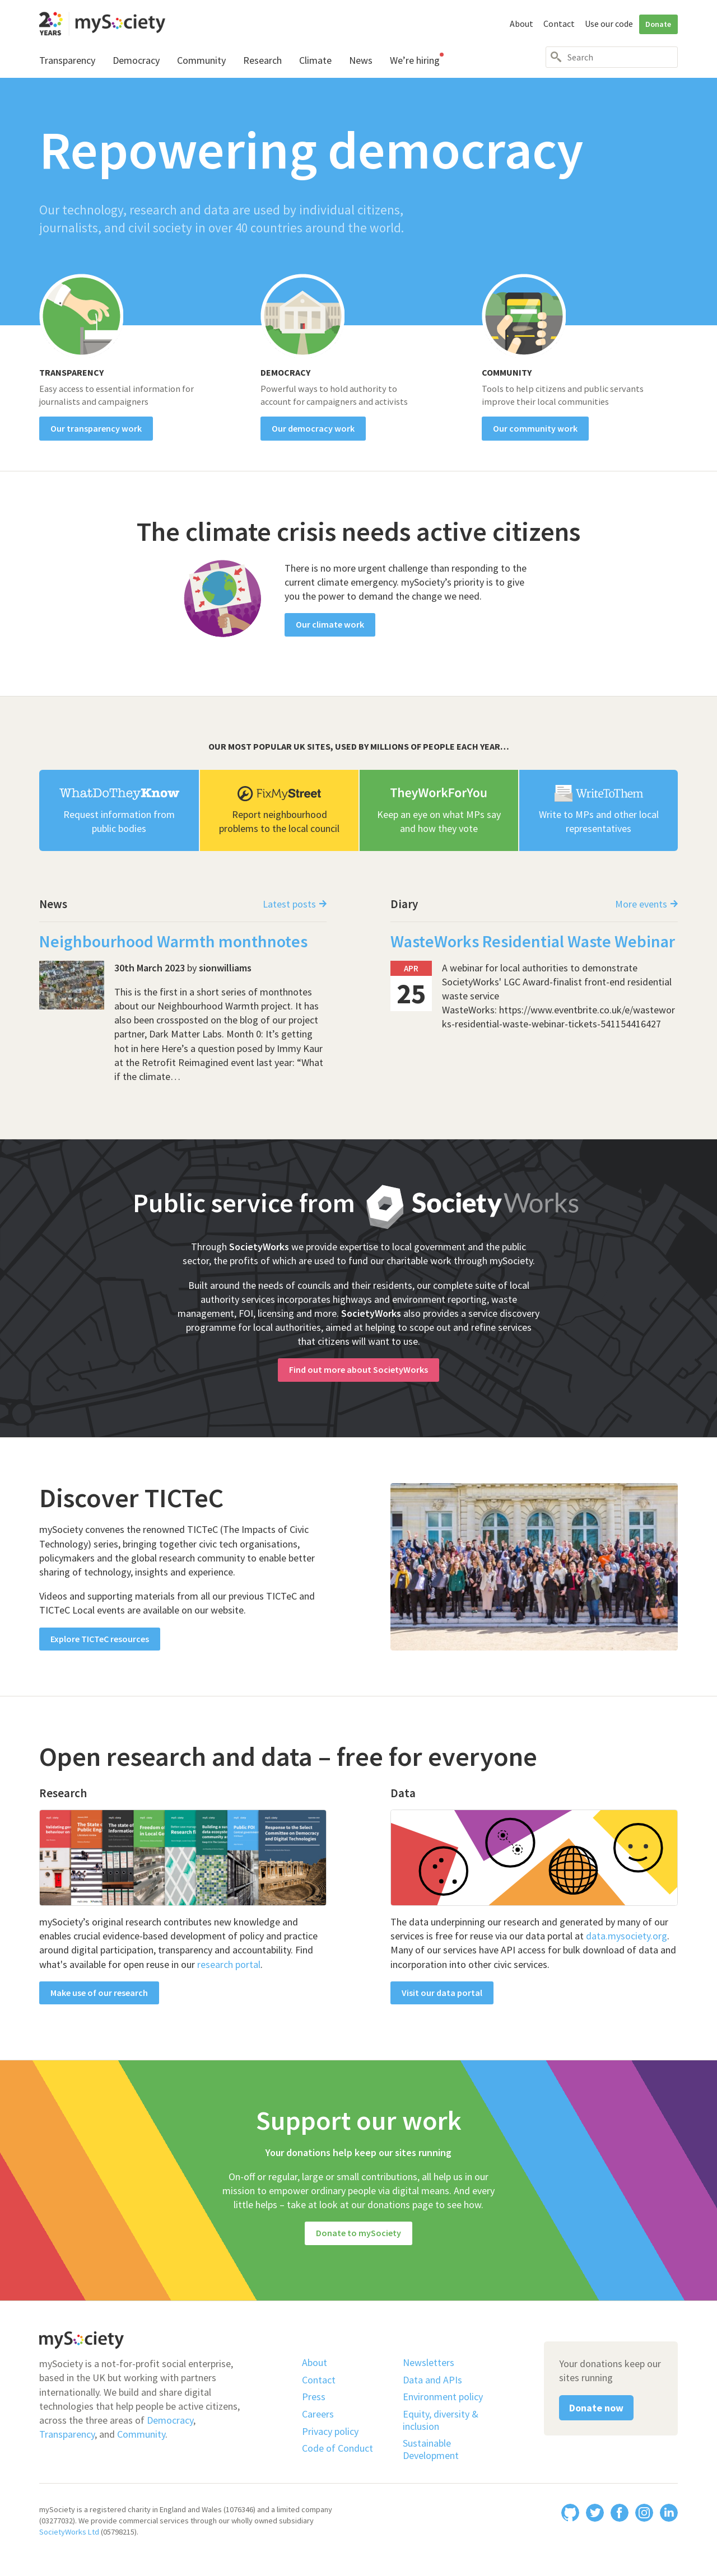 20 YEARS mySociety
About Contact Use our code Donate
Transparency Democracy Community Research Climate News We're hiring
Search
Repowering democracy
Our technology, research and data are used by individual citizens,
journalists, and civil society in over 40 countries around the world.
TRANSPARENCY
Easy access to essential information for
journalists and campaigners
Our transparency work
DEMOCRACY
Powerful ways to hold authority to
account for campaigners and activists
Our democracy work
COMMUNITY
Tools to help citizens and public servants
improve their local communities
Our community work
The climate crisis needs active citizens
There is no more urgent challenge than responding to the
current climate emergency. mySociety's priority is to give
you the power to demand the change we need.
Our climate work
OUR MOST POPULAR UK SITES, USED BY MILLIONS OF PEOPLE EACH YEAR…
WhatDoTheyKnow
Request information from
public bodies
FixMyStreet
Report neighbourhood
problems to the local council
TheyWorkForYou
Keep an eye on what MPs say
and how they vote
WriteToThem
Write to MPs and other local
representatives
News
Latest posts →
Neighbourhood Warmth monthnotes
30th March 2023 by sionwilliams
This is the first in a short series of monthnotes
about our Neighbourhood Warmth project. It has
also been crossposted on the blog of our project
partner, Dark Matter Labs. Month 0: It's getting
hot in here Here's a question posed by Immy Kaur
at the Retrofit Reimagined event last year: "What
if the climate…
Diary
More events →
WasteWorks Residential Waste Webinar
APR
25
A webinar for local authorities to demonstrate
SocietyWorks' LGC Award-finalist front-end residential
waste service
WasteWorks: https://www.eventbrite.co.uk/e/wastewor
ks-residential-waste-webinar-tickets-541154416427
Public service from SocietyWorks
Through SocietyWorks we provide expertise to local government and the public
sector, the profits of which are used to fund our charitable work through mySociety.
Built around the needs of councils and their residents, our complete suite of local
authority services incorporates highways and environment reporting, waste
management, FOI, licensing and more. SocietyWorks also provides a service discovery
programme for local authorities, aimed at helping to scope out and refine services
that citizens will want to use.
Find out more about SocietyWorks
Discover TICTeC
mySociety convenes the renowned TICTeC (The Impacts of Civic
Technology) series, bringing together civic tech organisations,
policymakers and the global research community to enable better
sharing of technology, insights and experience.
Videos and supporting materials from all our previous TICTeC and
TICTeC Local events are available on our website.
Explore TICTeC resources
Open research and data – free for everyone
Research
Response to the Select
Committee on Democracy
and Digital Technologies
mySociety's original research contributes new knowledge and
enables crucial evidence-based development of policy and practice
around digital participation, transparency and accountability. Find
what's available for open reuse in our research portal.
Make use of our research
Data
The data underpinning our research and generated by many of our
services is free for reuse via our data portal at data.mysociety.org.
Many of our services have API access for bulk download of data and
incorporation into other civic services.
Visit our data portal
Support our work
Your donations help keep our sites running
On-off or regular, large or small contributions, all help us in our
mission to empower ordinary people via digital means. And every
little helps – take at look at our donations page to see how.
Donate to mySociety
mySociety
mySociety is a not-for-profit social enterprise,
based in the UK but working with partners
internationally. We build and share digital
technologies that help people be active citizens,
across the three areas of Democracy,
Transparency, and Community.
About
Contact
Press
Careers
Privacy policy
Code of Conduct
Newsletters
Data and APIs
Environment policy
Equity, diversity &
inclusion
Sustainable
Development
Your donations keep our
sites running
Donate now
mySociety is a registered charity in England and Wales (1076346) and a limited company
(03277032). We provide commercial services through our wholly owned subsidiary
SocietyWorks Ltd (05798215).